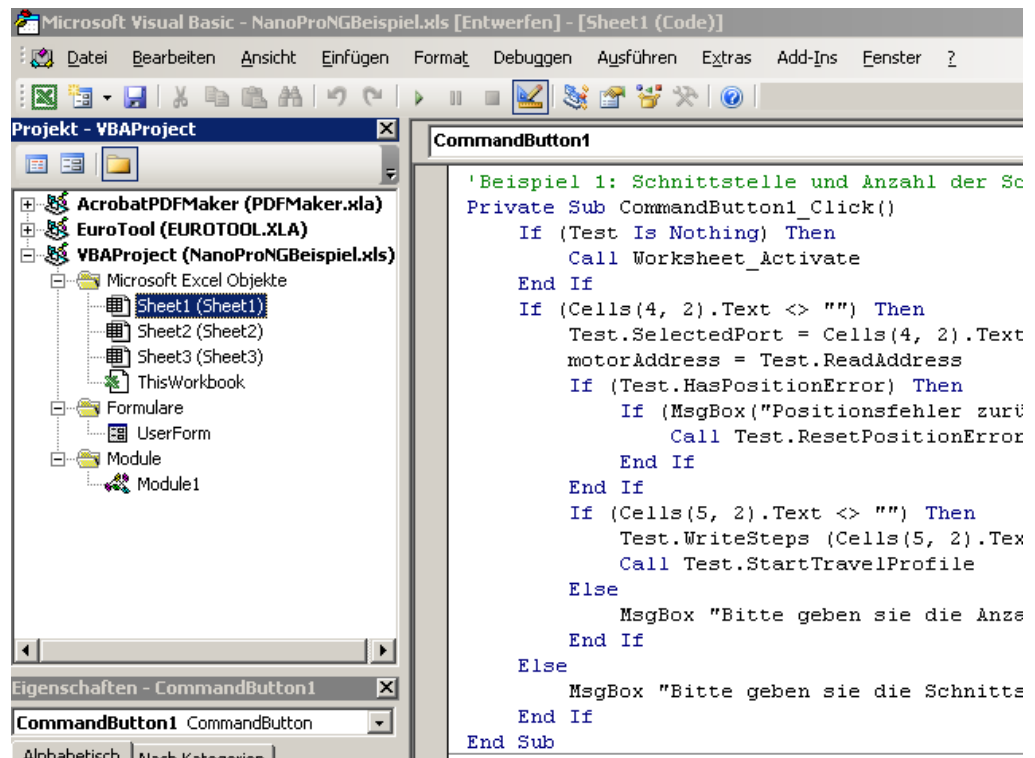 Microsoft Visual Basic - NanoProNGBeispiel.xls [Entwerfen] - [Sheet1 (Code)]
Datei Bearbeiten Ansicht Einfügen Format Debuggen Ausführen Extras Add-Ins Fenster ?
Projekt - VBAProject
AcrobatPDFMaker (PDFMaker.xla)
EuroTool (EUROTOOL.XLA)
VBAProject (NanoProNGBeispiel.xls)
Microsoft Excel Objekte
Sheet1 (Sheet1)
Sheet2 (Sheet2)
Sheet3 (Sheet3)
ThisWorkbook
Formulare
UserForm
Module
Module1
Eigenschaften - CommandButton1
CommandButton1 CommandButton
Alphabetisch Nach Kategorien
CommandButton1
'Beispiel 1: Schnittstelle und Anzahl der Sc
Private Sub CommandButton1_Click()
If (Test Is Nothing) Then
Call Worksheet_Activate
End If
If (Cells(4, 2).Text <> "") Then
Test.SelectedPort = Cells(4, 2).Text
motorAddress = Test.ReadAddress
If (Test.HasPositionError) Then
If (MsgBox("Positionsfehler zurü
Call Test.ResetPositionError
End If
End If
If (Cells(5, 2).Text <> "") Then
Test.WriteSteps (Cells(5, 2).Tex
Call Test.StartTravelProfile
Else
MsgBox "Bitte geben sie die Anza
End If
Else
MsgBox "Bitte geben sie die Schnitts
End If
End Sub